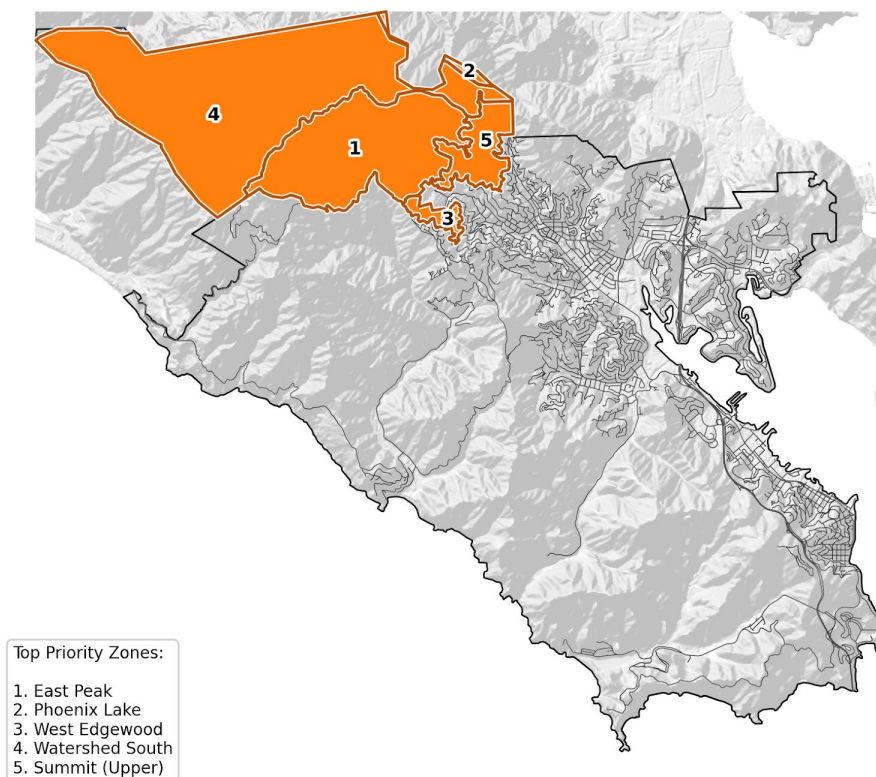 2
4
5
1
3
Top Priority Zones:
1. East Peak
2. Phoenix Lake
3. West Edgewood
4. Watershed South
5. Summit (Upper)